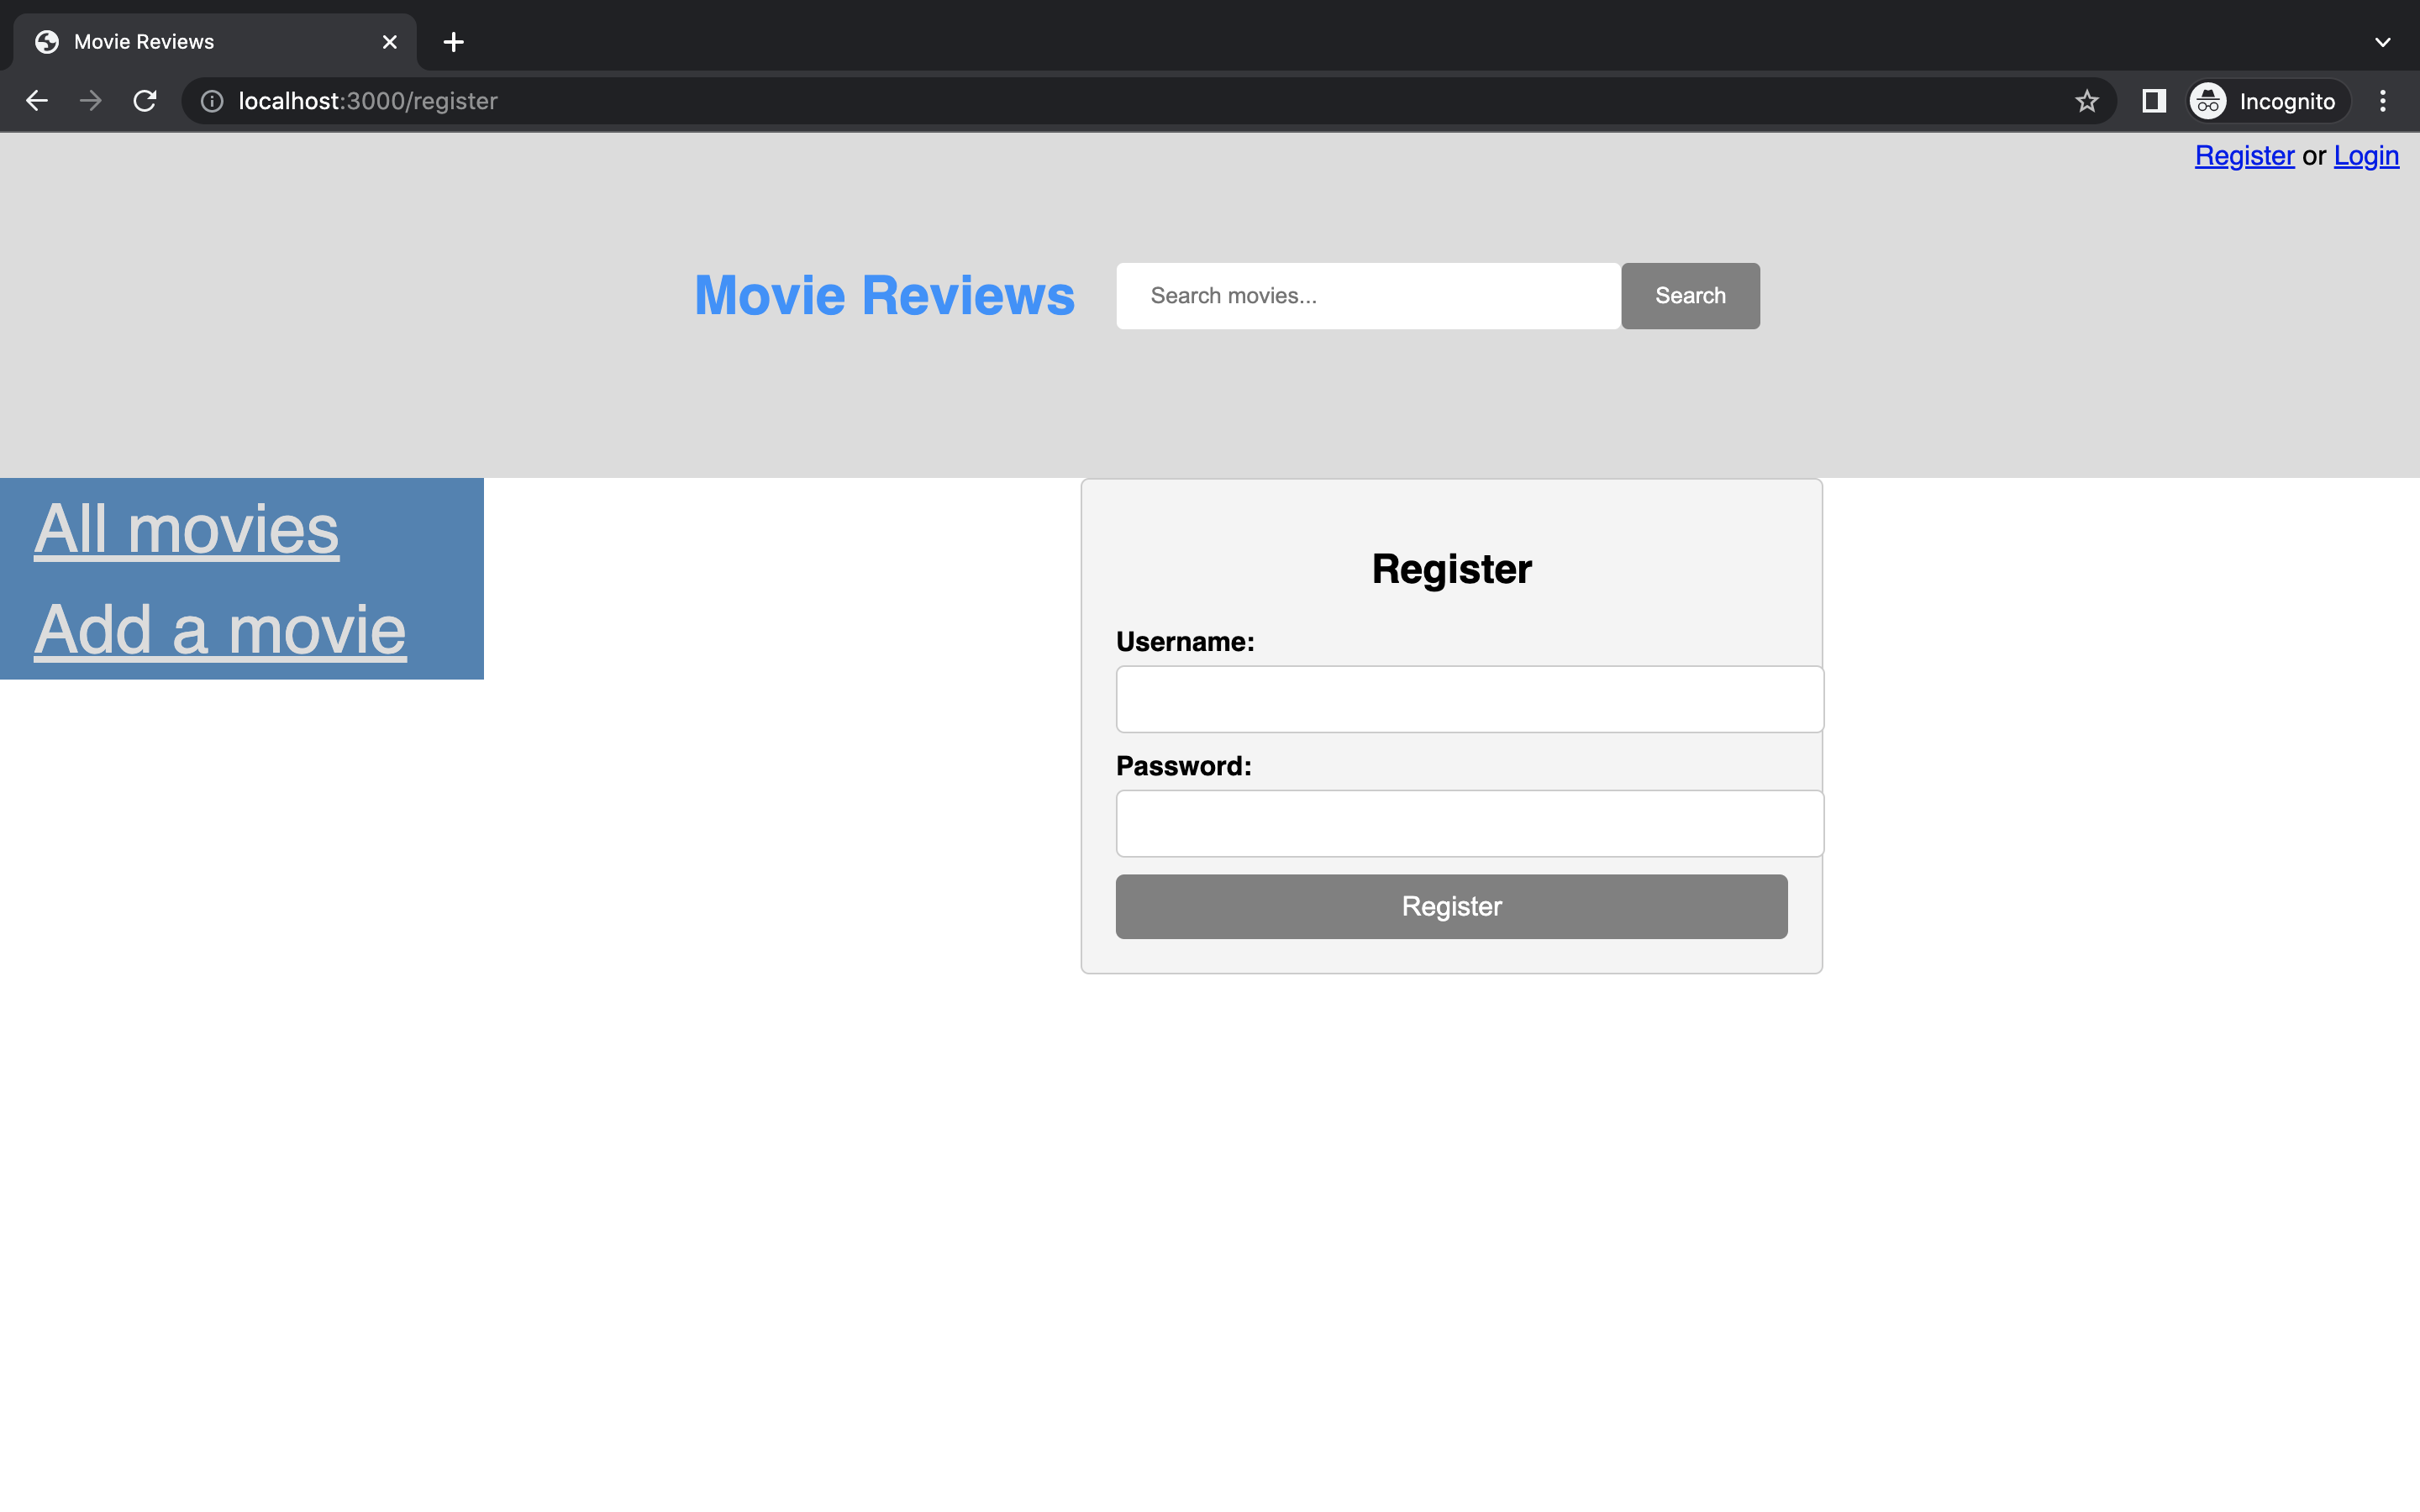 Movie Reviews
localhost:3000/register
Incognito
Register or Login
Movie Reviews
Search movies...
Search
All movies
Add a movie
Register
Username:
Password:
Register